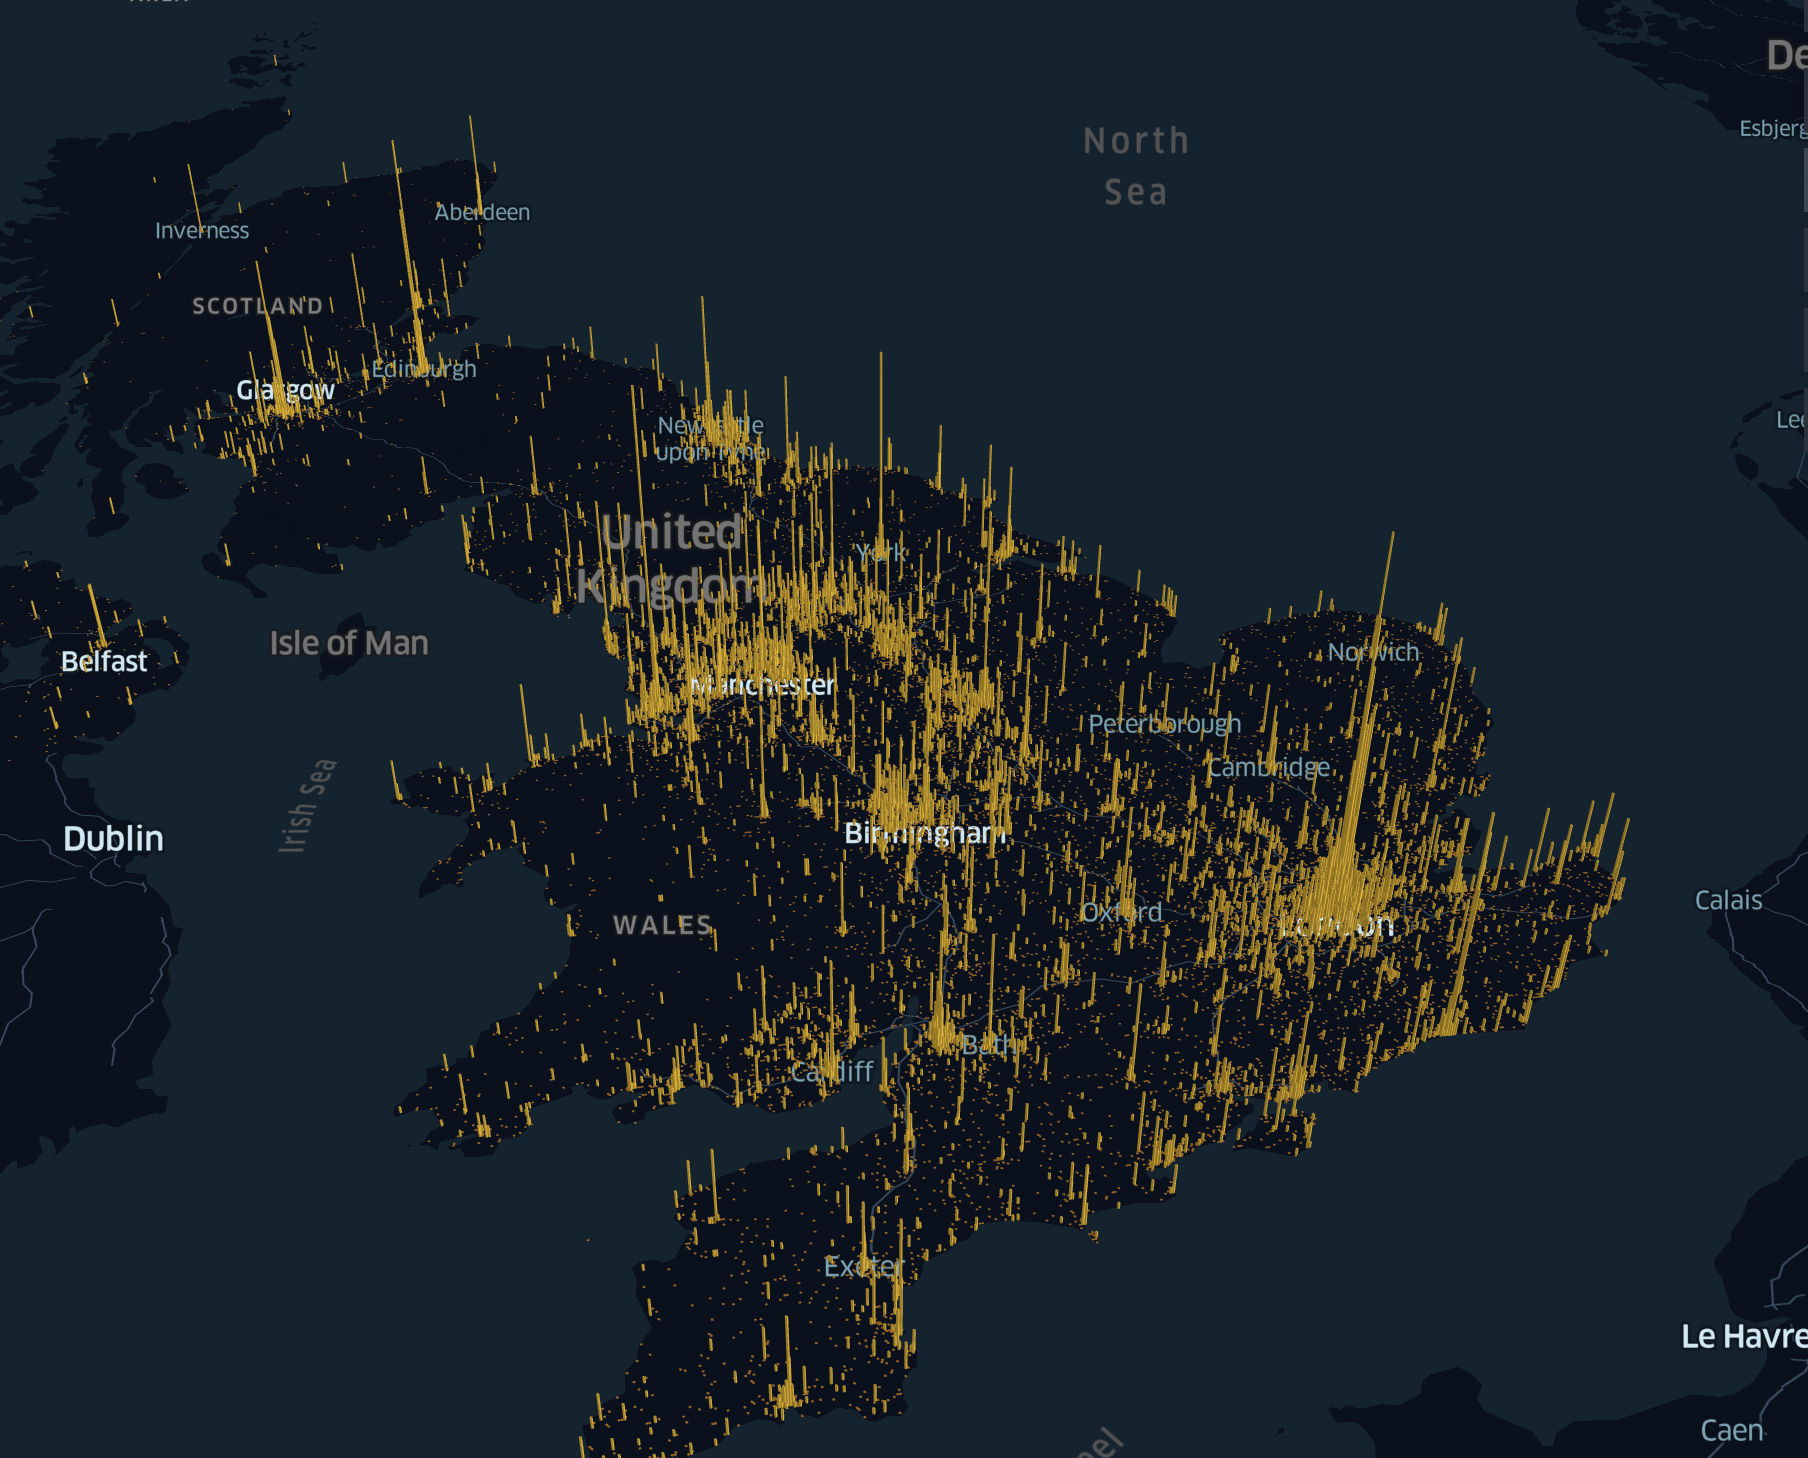 De
Esbjerg
North
Sea
Aberdeen
Inverness
SCOTLAND
Edinburgh
Glasgow
Lee
Newcastle
upon Tyne
United
Kingdom
York
Isle of Man
Belfast
Norwich
Manchester
Peterborough
Cambridge
Irish Sea
Dublin
Birmingham
Calais
Oxford
WALES
London
Bath
Cardiff
Exeter
Le Havre
Caen
nel